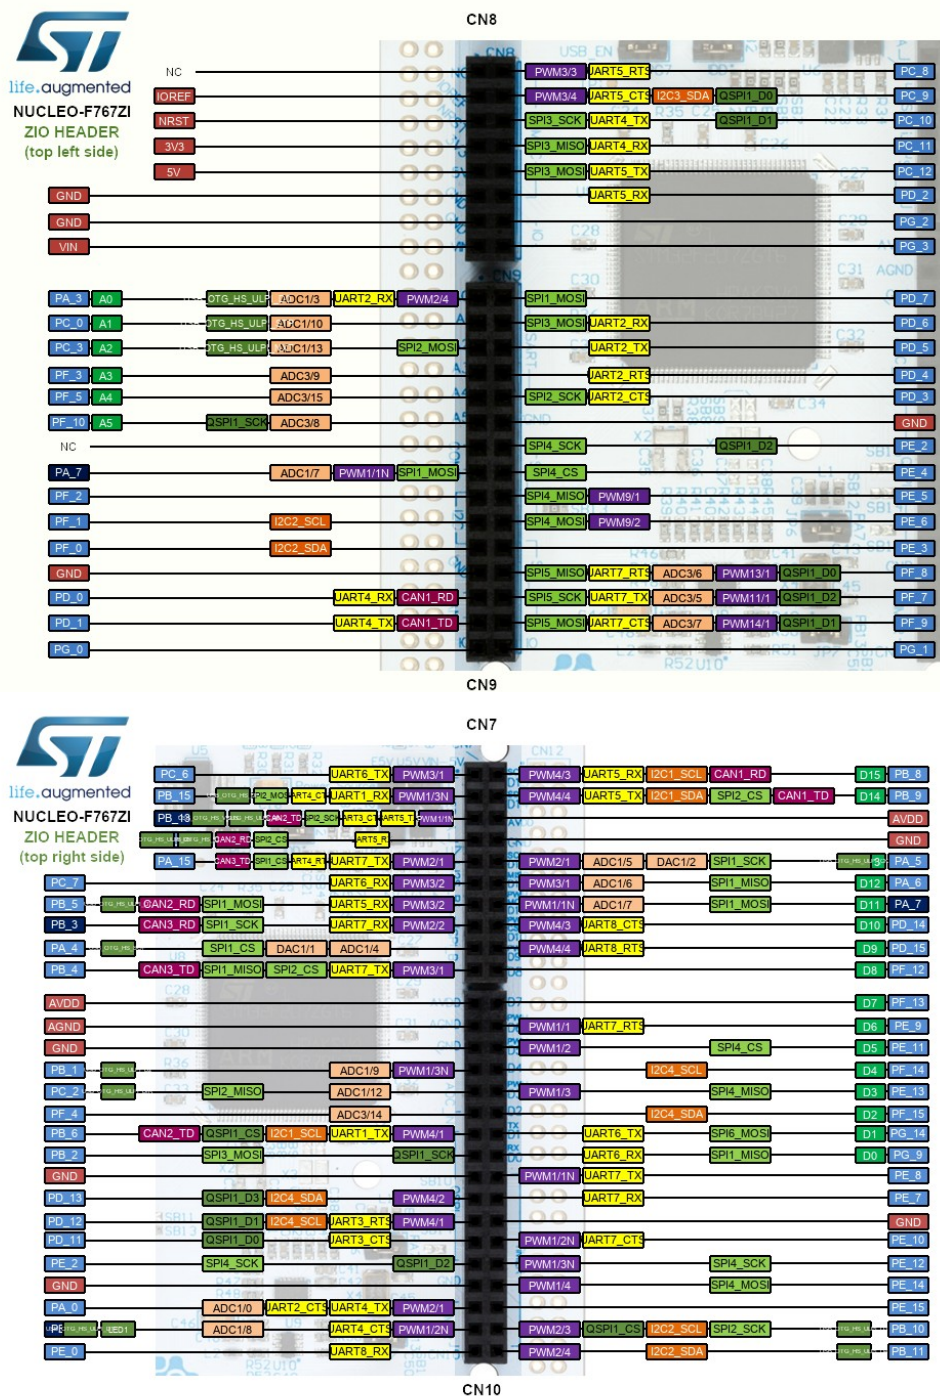 CN8
life.augmented
NUCLEO-F767ZI
ZIO HEADER
(top left side)
CN8
USB_EN
NC PWM3/3 UART5_RTS PC_8
IOREF PWM3/4 UART5_CTS I2C3_SDA QSPI1_D0 PC_9
NRST SPI3_SCK UART4_TX QSPI1_D1 PC_10
3V3 SPI3_MISO UART4_RX PC_11
5V SPI3_MOSI UART5_TX PC_12
GND UART5_RX PD_2
GND PG_2
VIN PG_3
CN9
PA_3 A0 OTG_HS_ULP ADC1/3 UART2_RX PWM2/4 SPI1_MOSI PD_7
PC_0 A1 OTG_HS_ULP ADC1/10 SPI3_MOSI UART2_RX PD_6
PC_3 A2 OTG_HS_ULP ADC1/13 SPI2_MOSI UART2_TX PD_5
PF_3 A3 ADC3/9 UART2_RTS PD_4
PF_5 A4 ADC3/15 SPI2_SCK UART2_CTS PD_3
PF_10 A5 QSPI1_SCK ADC3/8 GND
NC SPI4_SCK QSPI1_D2 PE_2
PA_7 ADC1/7 PWM1/1N SPI1_MOSI SPI4_CS PE_4
PF_2 SPI4_MISO PWM9/1 PE_5
PF_1 I2C2_SCL SPI4_MOSI PWM9/2 PE_6
PF_0 I2C2_SDA PE_3
GND SPI5_MISO UART7_RTS ADC3/6 PWM13/1 QSPI1_D0 PF_8
PD_0 UART4_RX CAN1_RD SPI5_SCK UART7_TX ADC3/5 PWM11/1 QSPI1_D2 PF_7
PD_1 UART4_TX CAN1_TD SPI5_MOSI UART7_CTS ADC3/7 PWM14/1 QSPI1_D1 PF_9
PG_0 PG_1
R52 U10
CN9
CN7
life.augmented
NUCLEO-F767ZI
ZIO HEADER
(top right side)
CN12
PC_6 UART6_TX PWM3/1 PWM4/3 UART5_RX I2C1_SCL CAN1_RD D15 PB_8
PB_15 UART1_RX PWM1/3N PWM4/4 UART5_TX I2C1_SDA SPI2_CS CAN1_TD D14 PB_9
CAN2_TD PWM1/1N AVDD
CAN2_RD SPI2_CS GND
PA_15 CAN3_TD SPI1_CS UART7_TX PWM2/1 PWM2/1 ADC1/5 DAC1/2 SPI1_SCK PA_5
PC_7 UART6_RX PWM3/2 PWM3/1 ADC1/6 SPI1_MISO D12 PA_6
PB_5 CAN2_RD SPI1_MOSI UART5_RX PWM3/2 PWM1/1N ADC1/7 SPI1_MOSI D11 PA_7
PB_3 CAN3_RD SPI1_SCK UART7_RX PWM2/2 PWM4/3 UART8_CTS D10 PD_14
PA_4 SPI1_CS DAC1/1 ADC1/4 PWM4/4 UART8_RTS D9 PD_15
PB_4 CAN3_TD SPI1_MISO SPI2_CS UART7_TX PWM3/1 D8 PF_12
AVDD D7 PF_13
AGND PWM1/1 UART7_RTS D6 PE_9
GND PWM1/2 SPI4_CS D5 PE_11
PB_1 ADC1/9 PWM1/3N I2C4_SCL D4 PF_14
PC_2 SPI2_MISO ADC1/12 PWM1/3 SPI4_MISO D3 PE_13
PF_4 ADC3/14 I2C4_SDA D2 PF_15
PB_6 CAN2_TD QSPI1_CS I2C1_SCL UART1_TX PWM4/1 UART6_TX SPI6_MOSI D1 PG_14
PB_2 SPI3_MOSI QSPI1_SCK UART6_RX SPI1_MISO D0 PG_9
GND PWM1/1N UART7_TX PE_8
PD_13 QSPI1_D3 I2C4_SDA PWM4/2 UART7_RX PE_7
PD_12 QSPI1_D1 I2C4_SCL UART3_RTS PWM4/1 GND
PD_11 QSPI1_D0 UART3_CTS PWM1/2N UART7_CTS PE_10
PE_2 SPI4_SCK QSPI1_D2 PWM1/3N SPI4_SCK PE_12
GND PWM1/4 SPI4_MOSI PE_14
PA_0 ADC1/0 UART2_CTS UART4_TX PWM2/1 PE_15
LED1 ADC1/8 UART4_CTS PWM1/2N PWM2/3 QSPI1_CS I2C2_SCL SPI2_SCK PB_10
PE_0 UART8_RX PWM2/4 I2C2_SDA PB_11
R52 U10
CN10